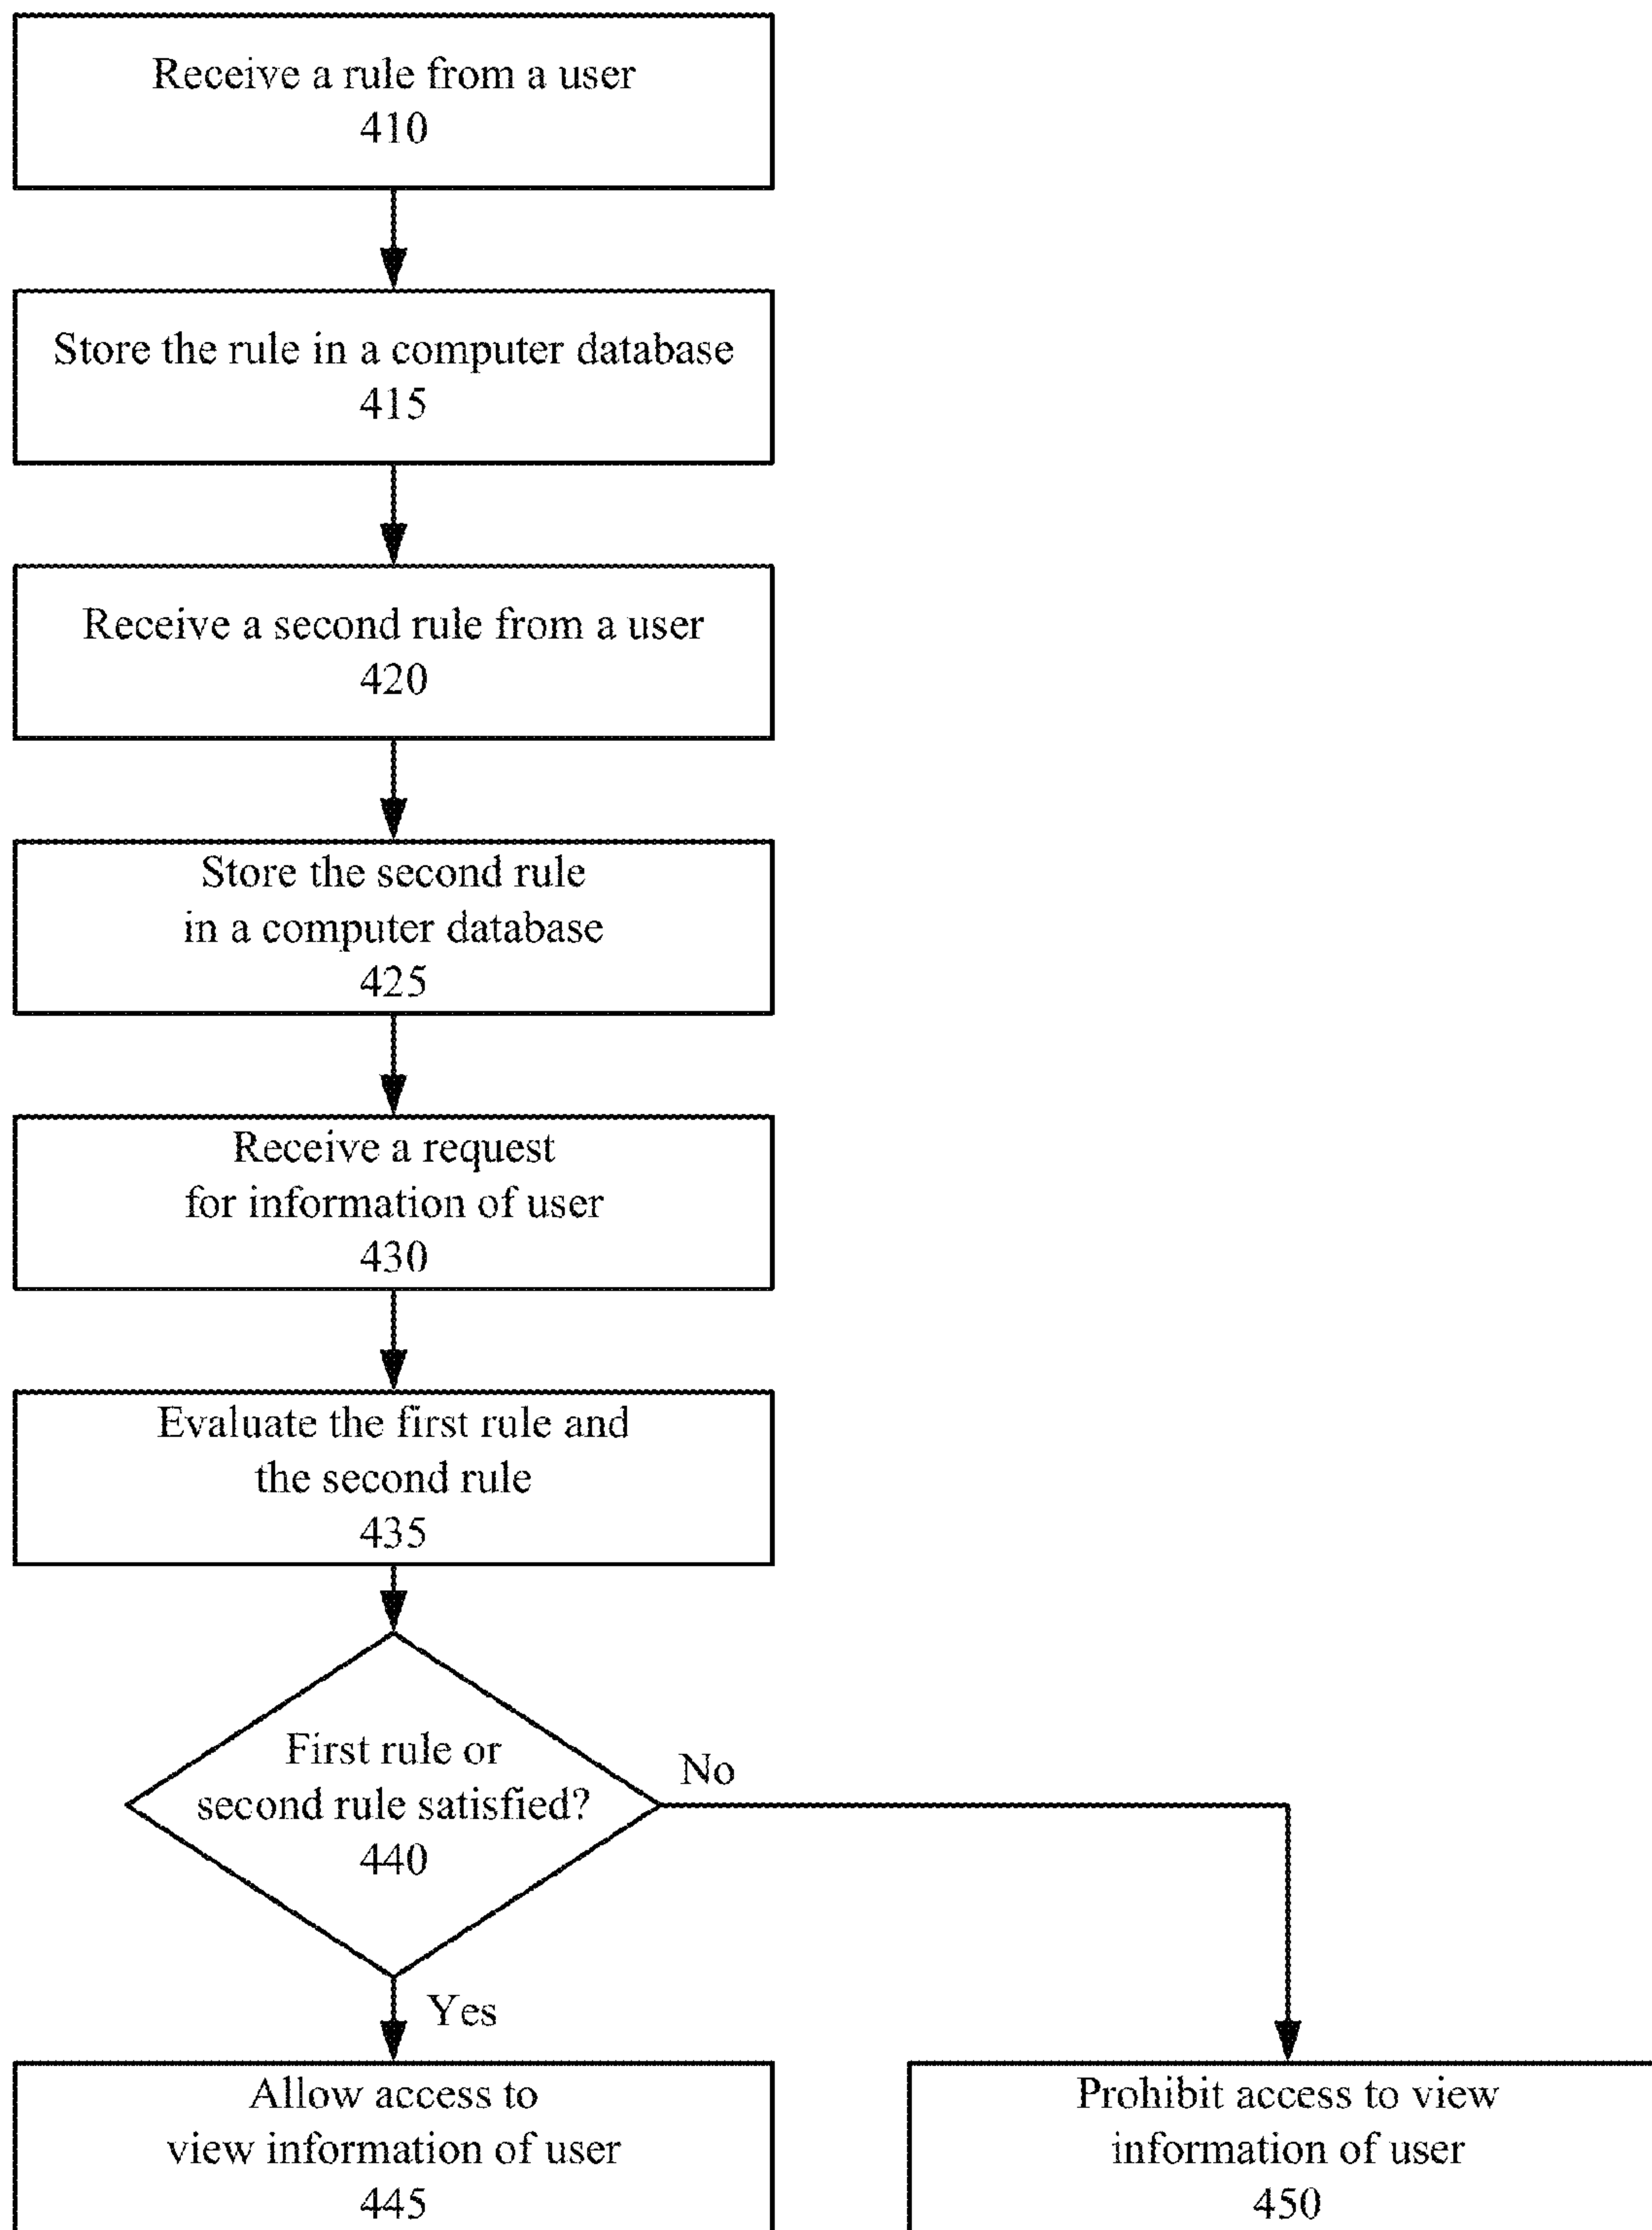 Receive a rule from a user
410
Store the rule in a computer database
415
Receive a second rule from a user
420
Store the second rule
in a computer database
425
Receive a request
for information of user
430
Evaluate the first rule and
the second rule
435
First rule or
second rule satisfied?
440
No
Yes
Allow access to
view information of user
445
Prohibit access to view
information of user
450